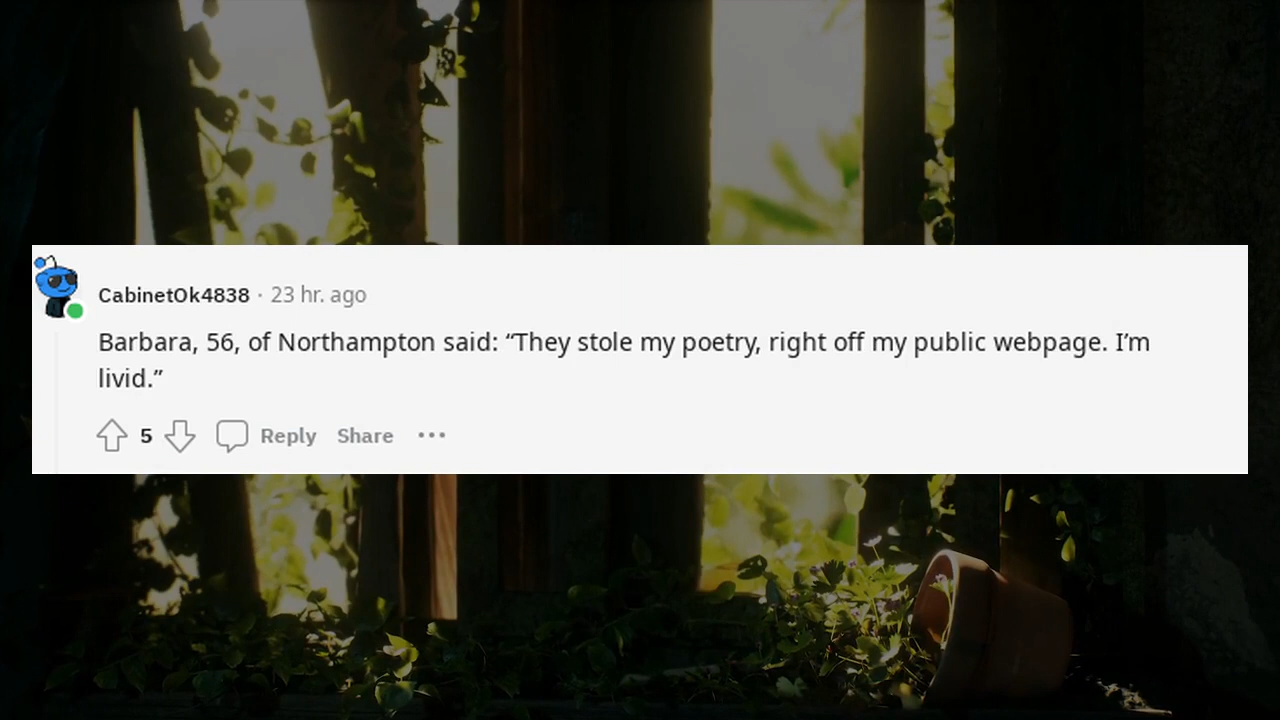 CabinetOk4838 · 23 hr. ago
Barbara, 56, of Northampton said: “They stole my poetry, right off my public webpage. I’m
livid.”
5 Reply Share ···